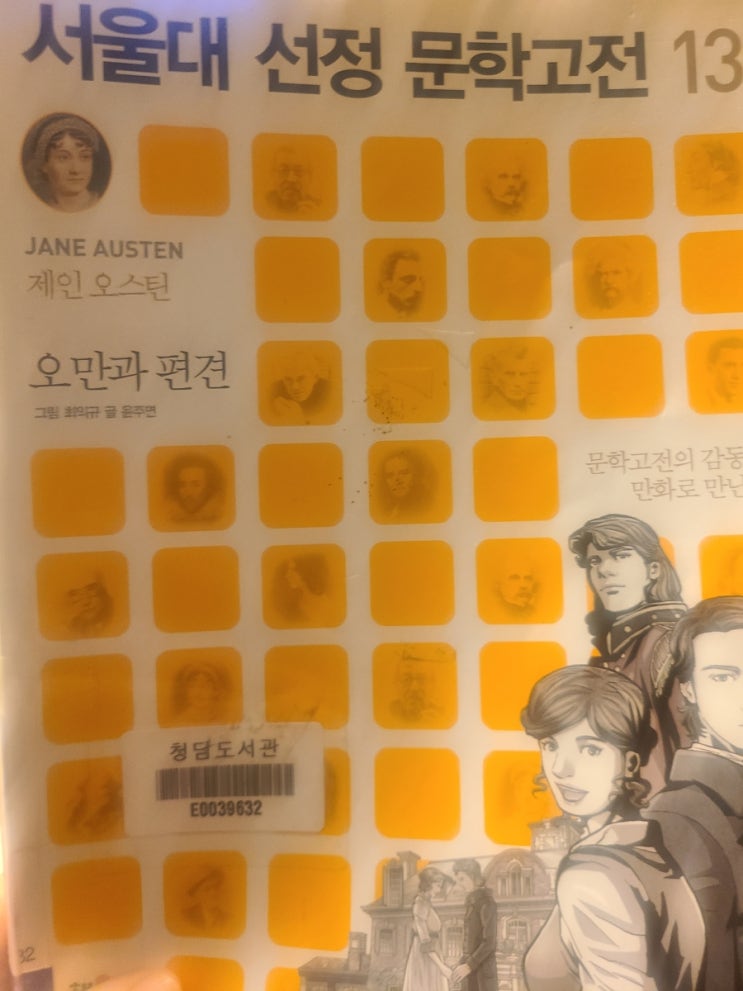 서울대 선정 문학고전 13
JANE AUSTEN
제인 오스틴
오만과 편견
그림 최익규 글 윤주면
문학고전의 감동
만화로 만난
청담도서관
E0039632